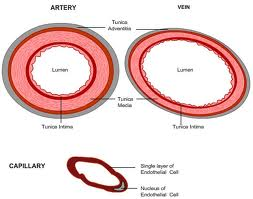 ARTERY
VEIN
Tunica
Adventitia
Lumen
Lumen
Tunica
Media
Tunica Intima
Tunica Intima
CAPILLARY
Single layer of
Endothelial Cell
Nucleus of
Endothelial Cell